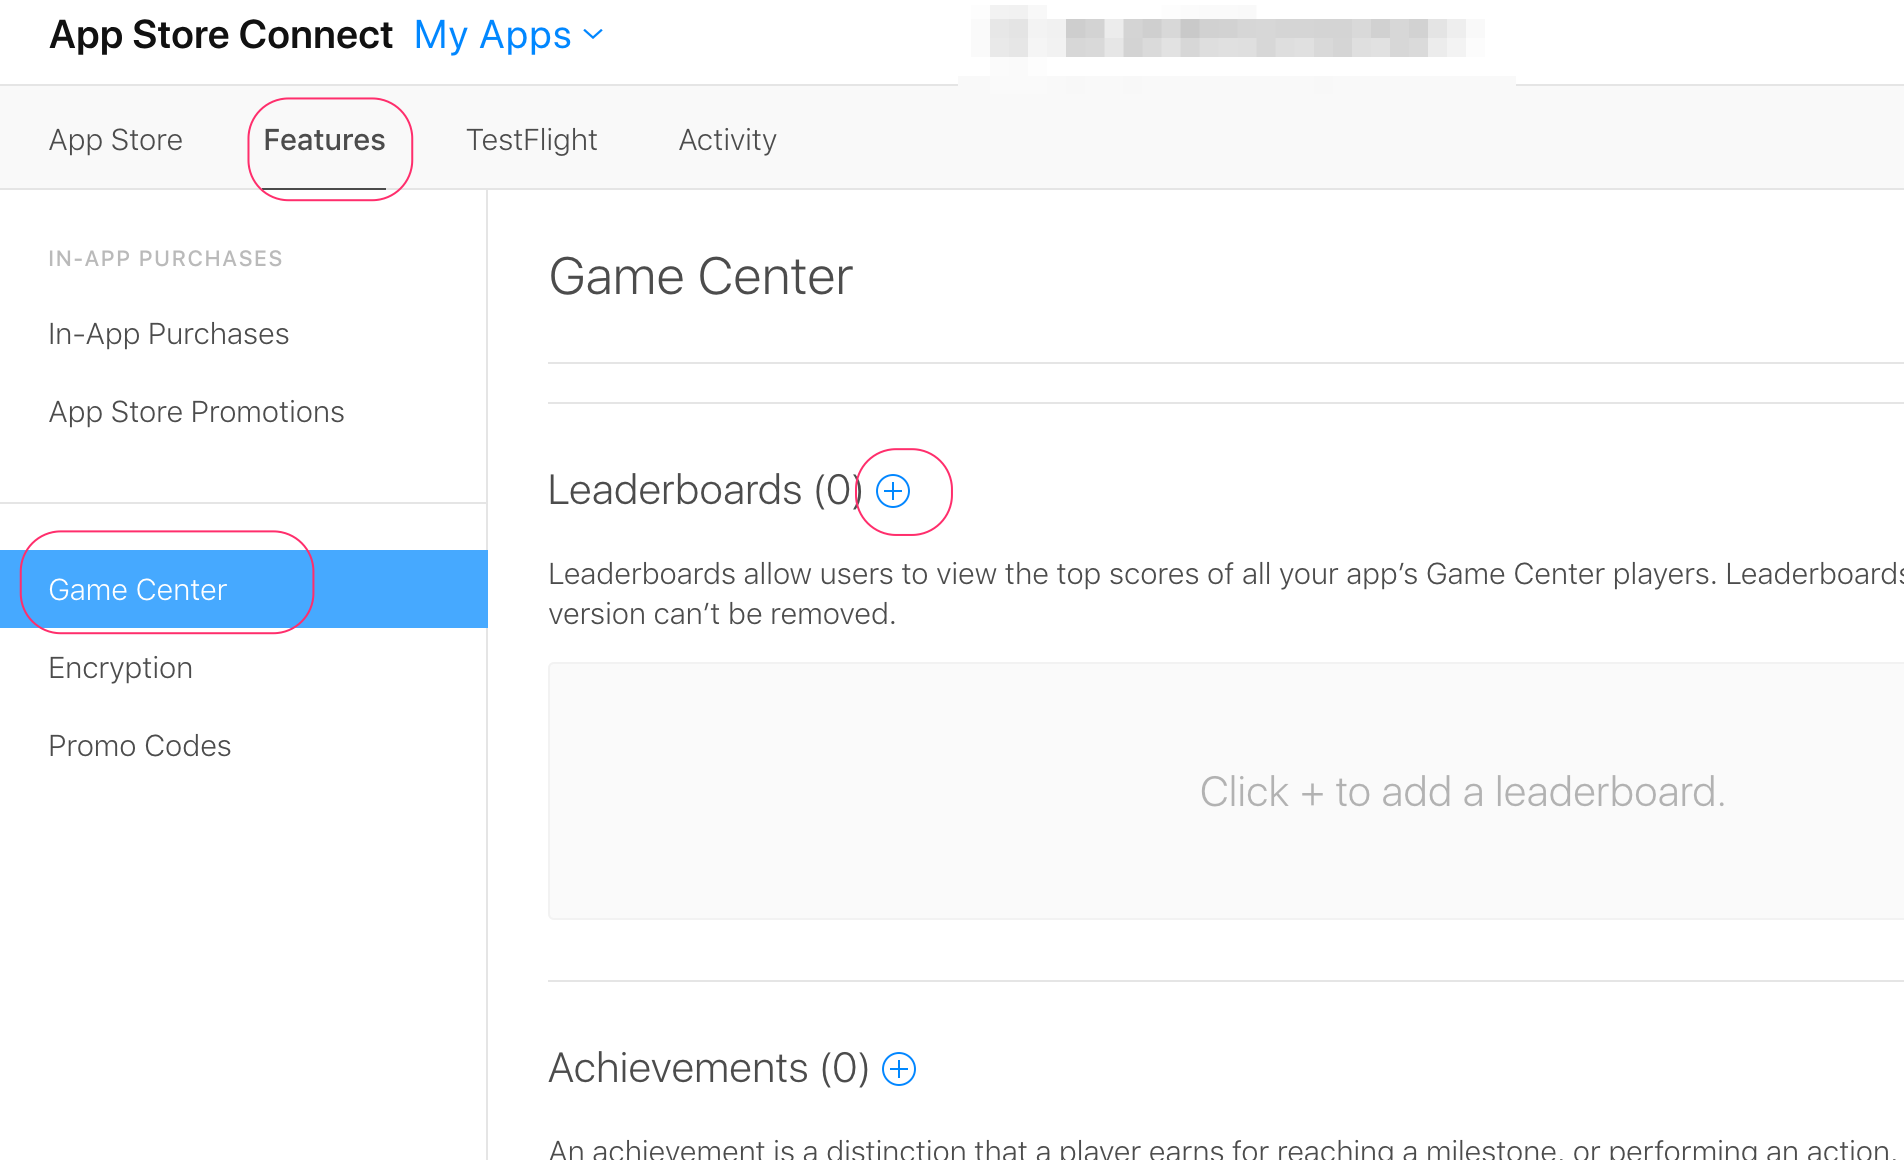 App Store Connect My Apps
App Store Features TestFlight Activity
IN-APP PURCHASES
In-App Purchases
App Store Promotions
Game Center
Encryption
Promo Codes
Game Center
Leaderboards (0)
Leaderboards allow users to view the top scores of all your app’s Game Center players. Leaderboards
version can’t be removed.
Click + to add a leaderboard.
Achievements (0)
An achievement is a distinction that a player earns for reaching a milestone, or performing an action,